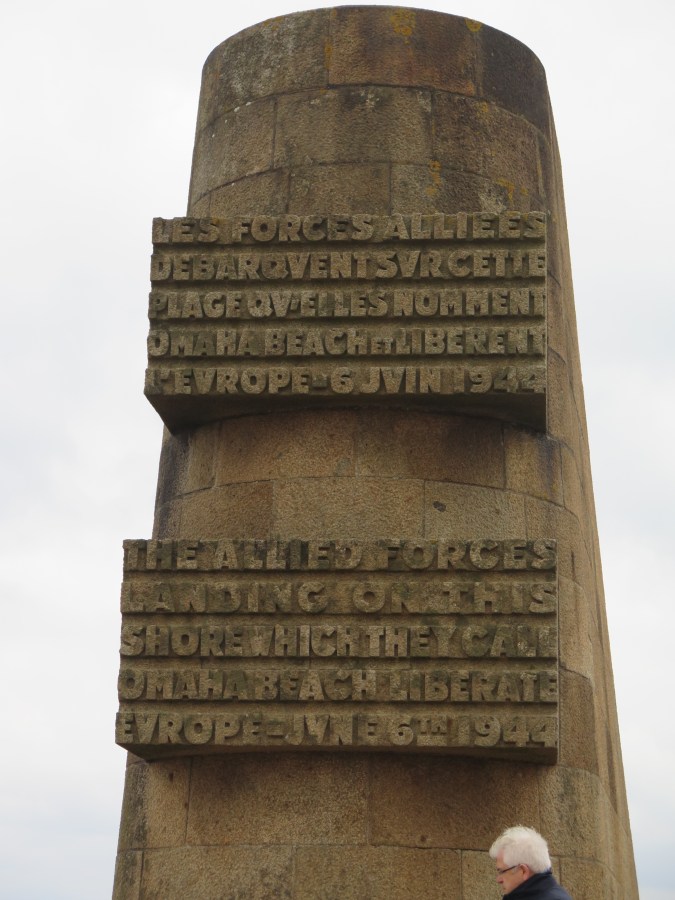 LES FORCES ALLIEES
DEBARQVENT SVR CETTE
PLAGE QV'ELLES NOMMENT
OMAHA BEACH ET LIBERENT
L'EVROPE - 6 JVIN 1944
THE ALLIED FORCES
LANDING ON THIS
SHORE WHICH THEY CALL
OMAHA BEACH LIBERATE
EVROPE - JVNE 6TH 1944